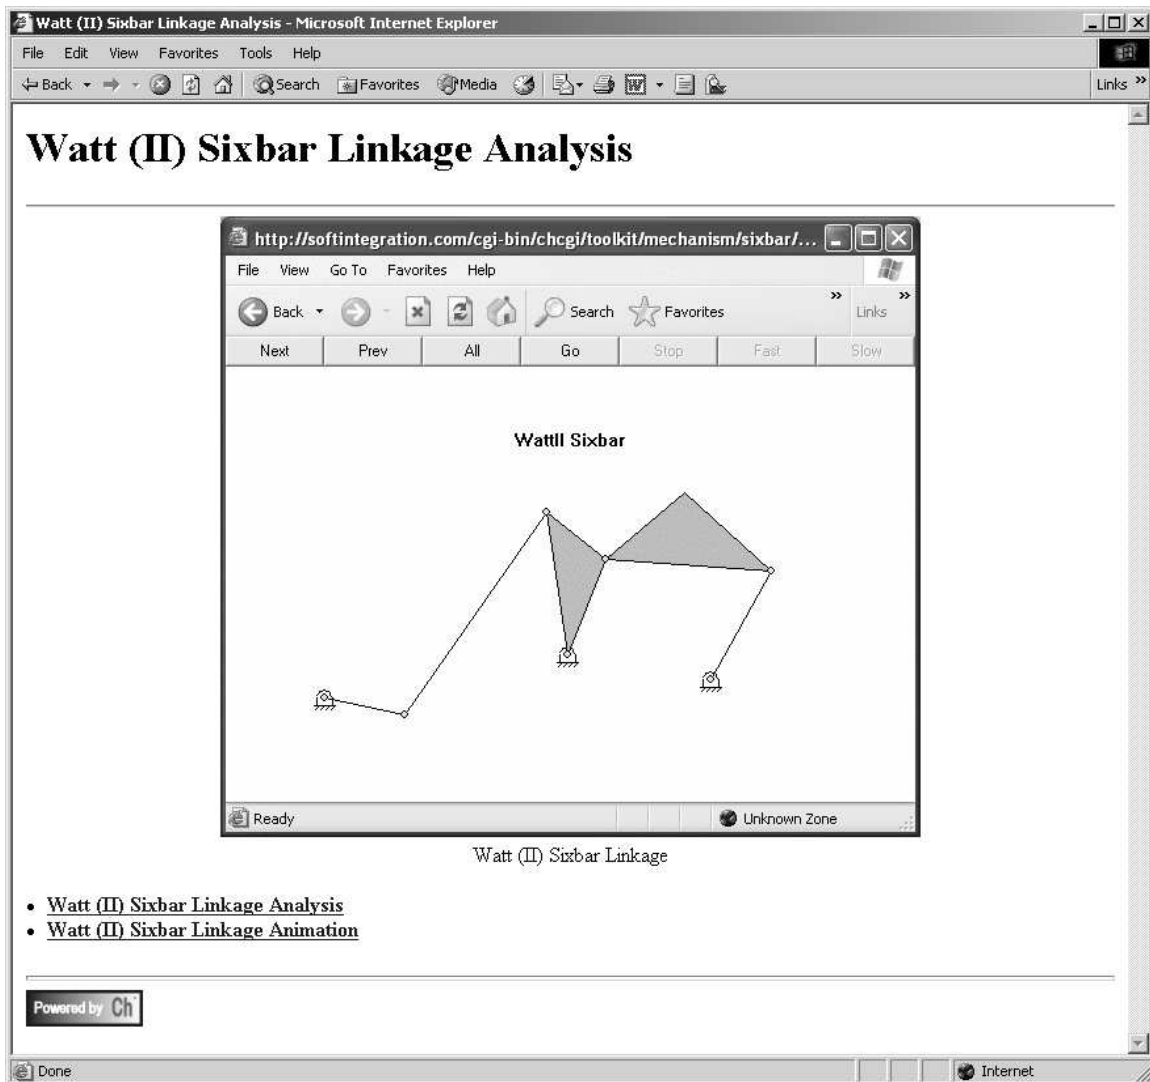 Watt (II) Sixbar Linkage Analysis - Microsoft Internet Explorer
File Edit View Favorites Tools Help
Back Search Favorites Media Links »
Watt (II) Sixbar Linkage Analysis
http://softintegration.com/cgi-bin/chcgi/toolkit/mechanism/sixbar/...
File View Go To Favorites Help
Back Search Favorites » Links »
Next Prev All Go Stop Fast Slow
WattII Sixbar
Ready Unknown Zone
Watt (II) Sixbar Linkage
• Watt (II) Sixbar Linkage Analysis
• Watt (II) Sixbar Linkage Animation
Powered by Ch
Done Internet